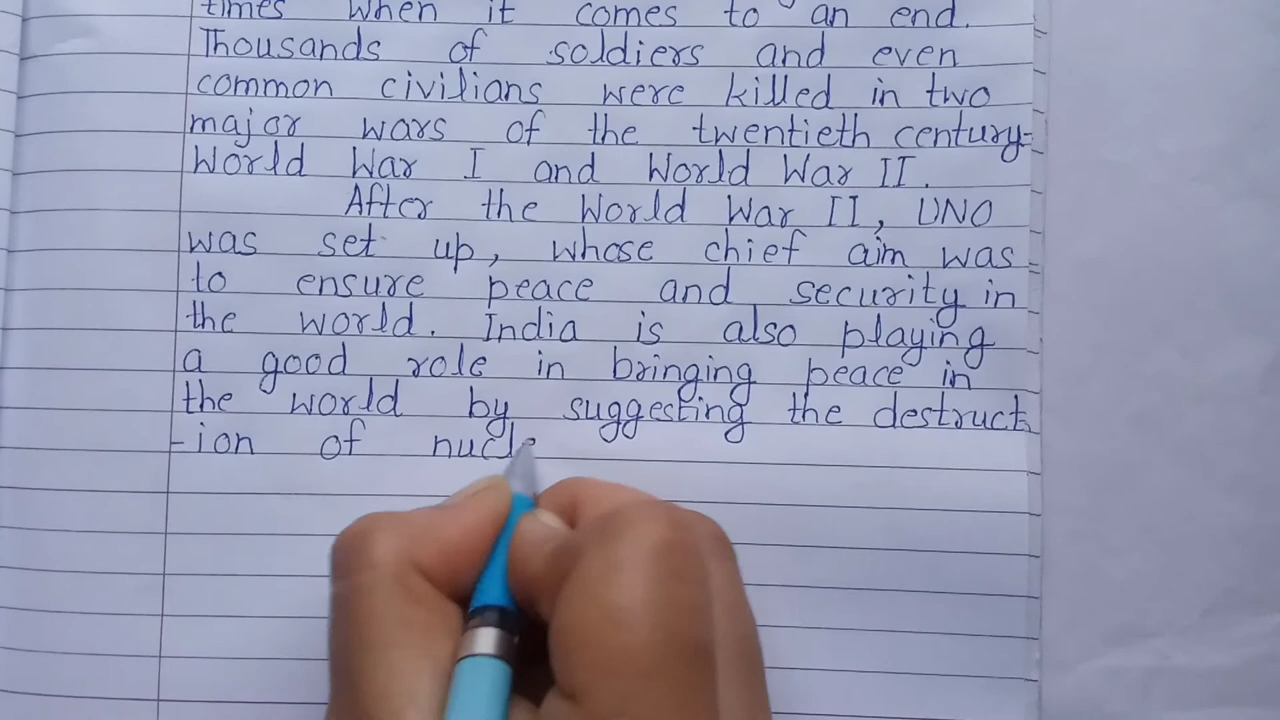 times when it comes to an end.
Thousands of soldiers and even
common civilians were killed in two
major wars of the twentieth century-
World War I and World War II.
After the World War II, UNO
was set up, whose chief aim was
to ensure peace and security in
the world. India is also playing
a good role in bringing peace in
the world by suggesting the destruct
-ion of nucle